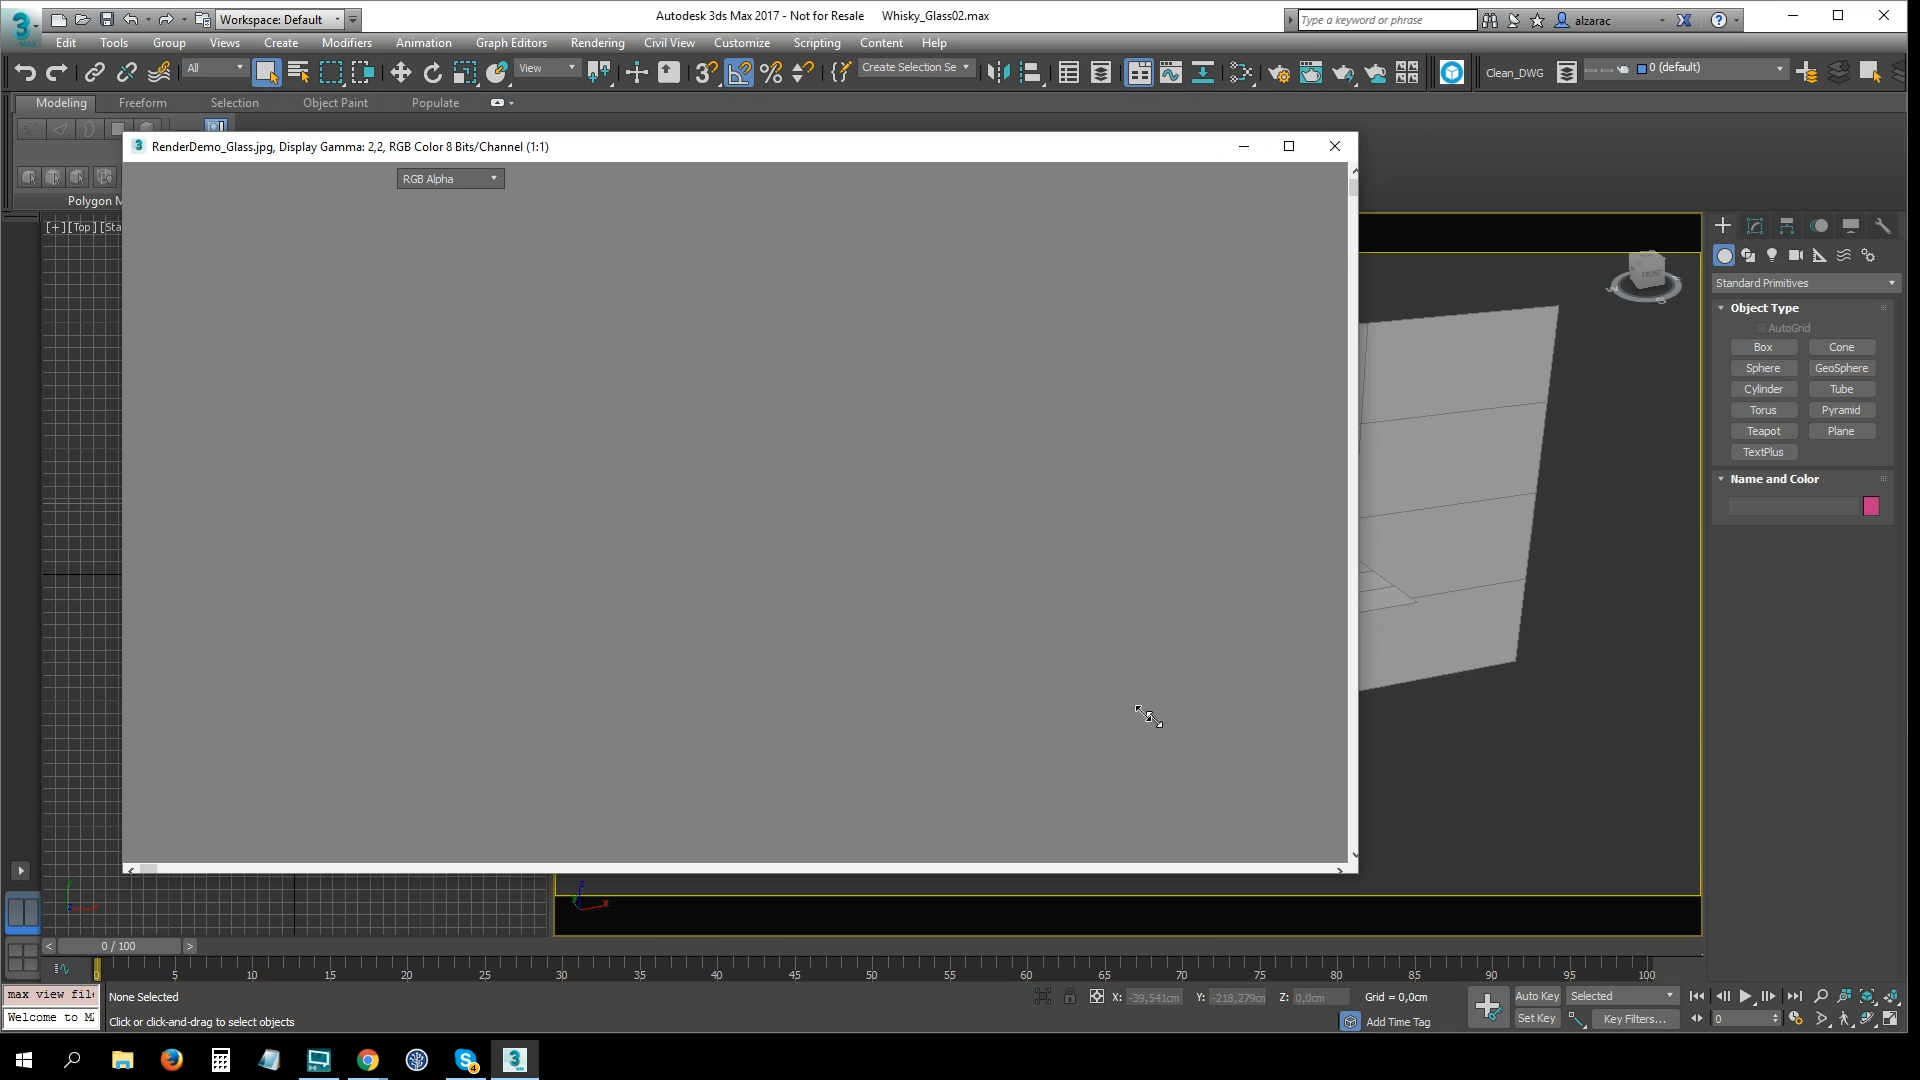 Workspace: Default
Autodesk 3ds Max 2017 - Not for Resale Whisky_Glass02.max
Type a keyword or phrase
alzarac
MAX
Edit Tools Group Views Create Modifiers Animation Graph Editors Rendering Civil View Customize Scripting Content Help
All
View
Create Selection Se
Clean_DWG
0 (default)
Modeling Freeform Selection Object Paint Populate
RenderDemo_Glass.jpg, Display Gamma: 2,2, RGB Color 8 Bits/Channel (1:1)
RGB Alpha
Polygon M
[+] [Top] [Sta
FRONT
Standard Primitives
Object Type
AutoGrid
Box Cone
Sphere GeoSphere
Cylinder Tube
Torus Pyramid
Teapot Plane
TextPlus
Name and Color
< 0 / 100 >
0 5 10 15 20 25 30 35 40 45 50 55 60 65 70 75 80 85 90 95 100
max view file
None Selected
X: -39,541cm Y: -218,279cm Z: 0,0cm Grid = 0,0cm
Auto Key Selected
Welcome to M
Click or click-and-drag to select objects
Add Time Tag
Set Key Key Filters...
0
4
3
MAX